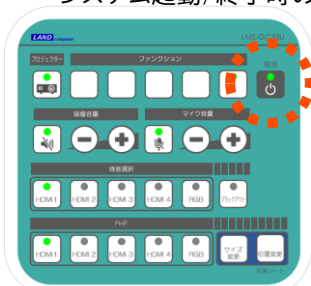 システム起動/終了時の
LAND computer LMS-GC53U
プロジェクター ファンクション 電源
映像音量 マイク音量
画面選択
HDMI 1 HDMI 2 HDMI 3 HDMI 4 RGB ブラックアウト
PinP
HDMI 1 HDMI 2 HDMI 3 HDMI 4 RGB サイズ変更 位置変更